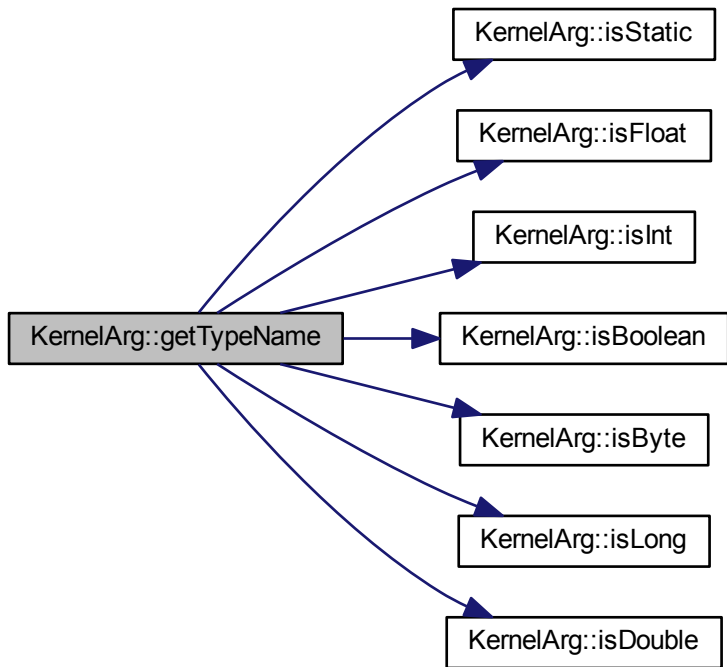 KernelArg::isStatic
KernelArg::isFloat
KernelArg::isInt
KernelArg::getTypeName
KernelArg::isBoolean
KernelArg::isByte
KernelArg::isLong
KernelArg::isDouble